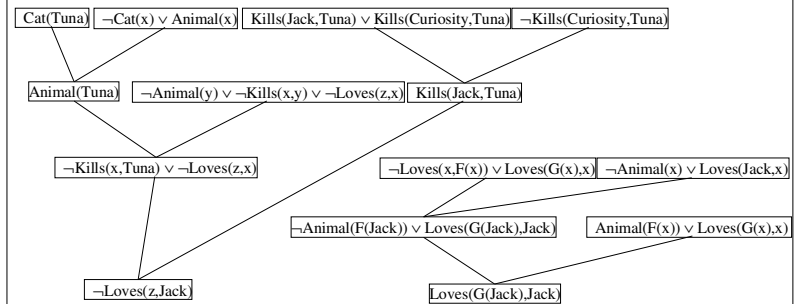 Cat(Tuna) ¬Cat(x) ∨ Animal(x) Kills(Jack,Tuna) ∨ Kills(Curiosity,Tuna) ¬Kills(Curiosity,Tuna)
Animal(Tuna) ¬Animal(y) ∨ ¬Kills(x,y) ∨ ¬Loves(z,x) Kills(Jack,Tuna)
¬Kills(x,Tuna) ∨ ¬Loves(z,x) ¬Loves(x,F(x)) ∨ Loves(G(x),x) ¬Animal(x) ∨ Loves(Jack,x)
¬Animal(F(Jack)) ∨ Loves(G(Jack),Jack) Animal(F(x)) ∨ Loves(G(x),x)
¬Loves(z,Jack) Loves(G(Jack),Jack)